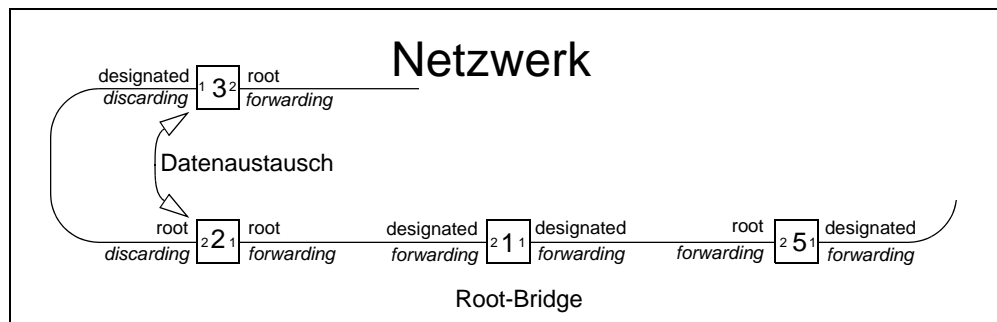 Netzwerk
designated 1 3 2 root
discarding forwarding
Datenaustausch
root 2 2 1 root designated 2 1 1 designated root 2 5 1 designated
discarding forwarding forwarding forwarding forwarding forwarding
Root-Bridge